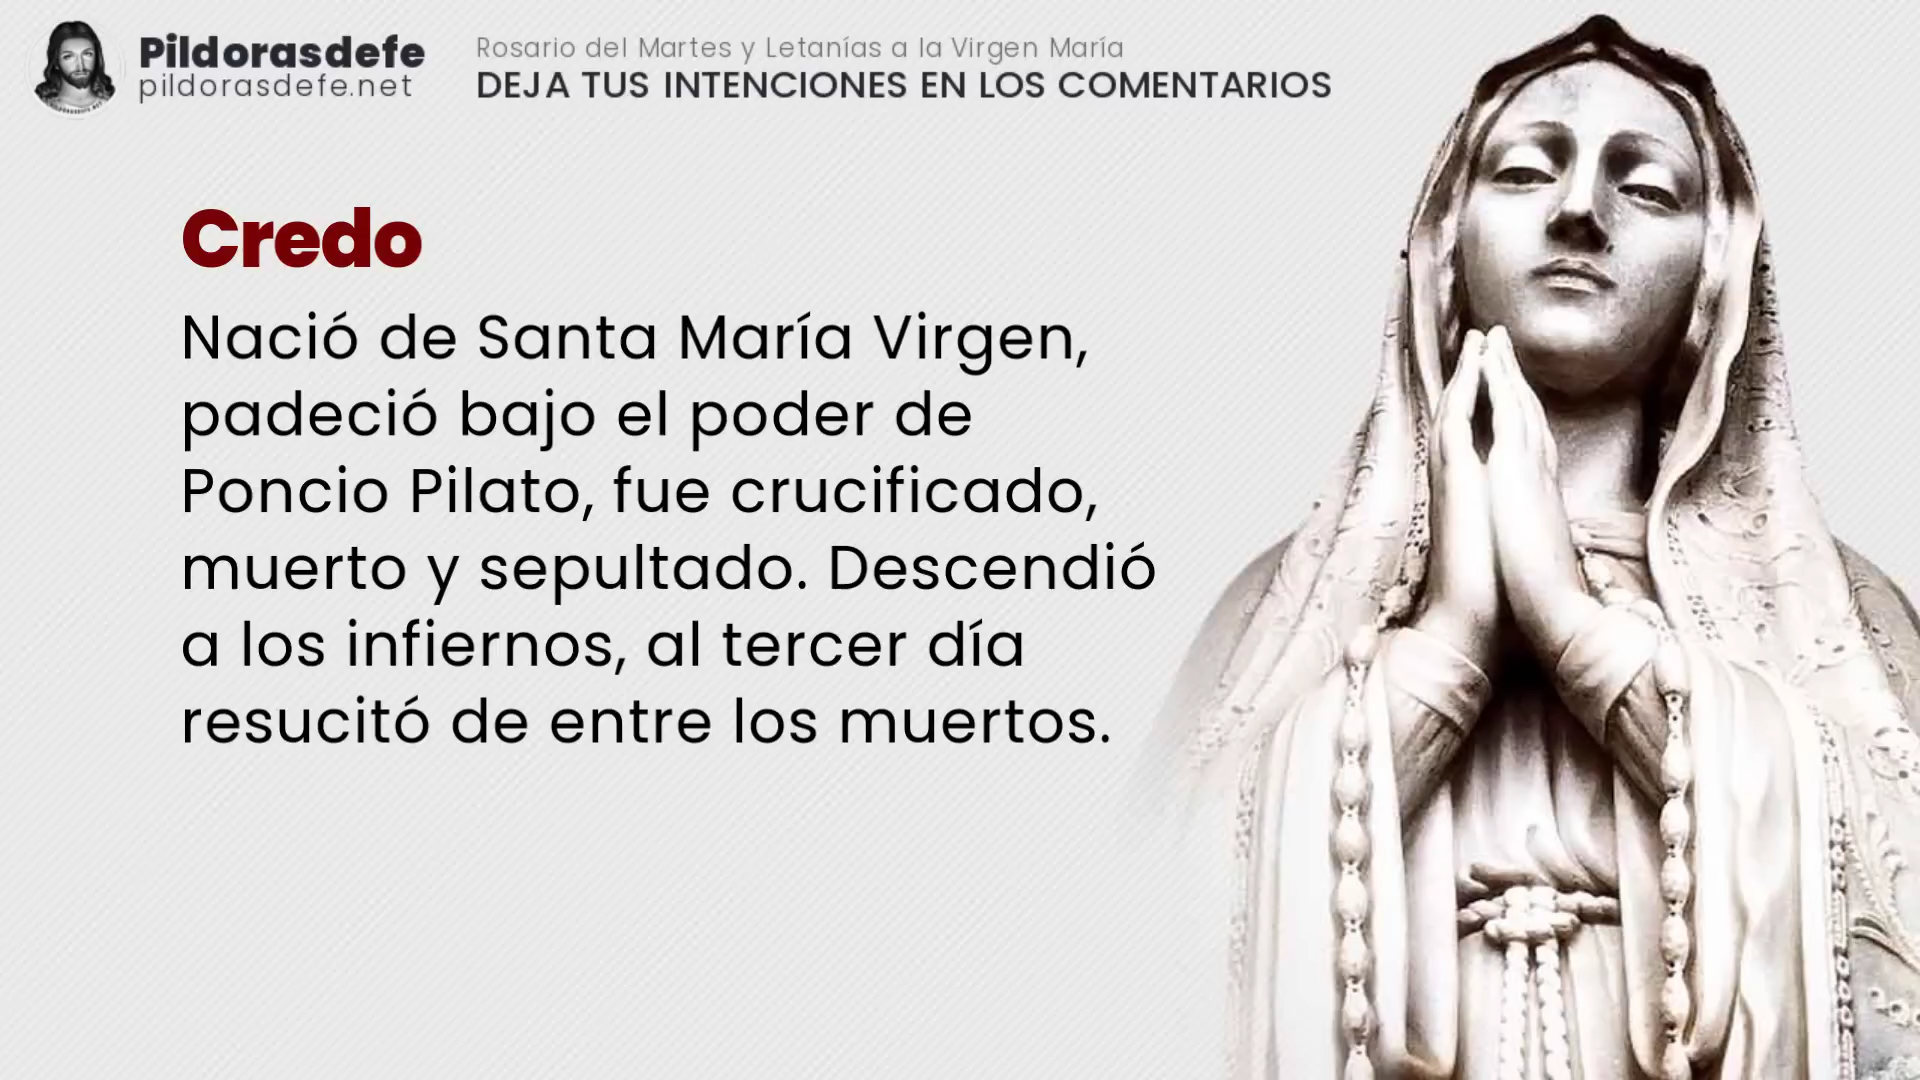 Pildorasdefe
pildorasdefe.net
Rosario del Martes y Letanías a la Virgen María
DEJA TUS INTENCIONES EN LOS COMENTARIOS
Credo
Nació de Santa María Virgen,
padeció bajo el poder de
Poncio Pilato, fue crucificado,
muerto y sepultado. Descendió
a los infiernos, al tercer día
resucitó de entre los muertos.